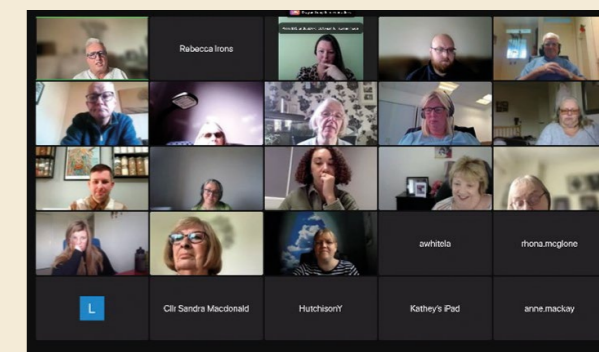 Rebecca Irons
awhitela
rhona.mcglone
L
Cllr Sandra Macdonald
HutchisonY
Kathey's iPad
anne.mackay